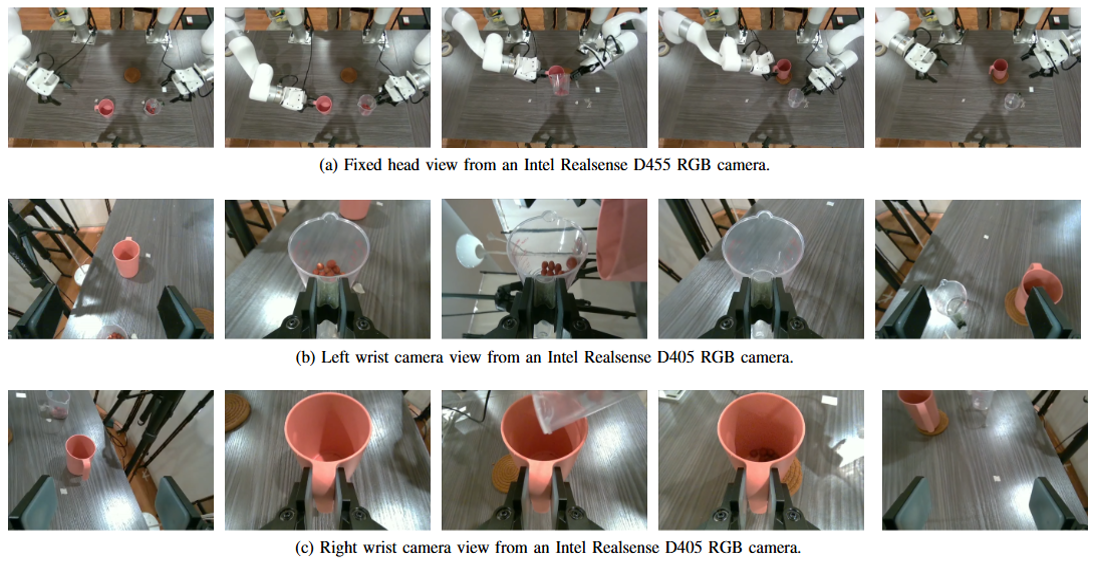 (a) Fixed head view from an Intel Realsense D455 RGB camera.
(b) Left wrist camera view from an Intel Realsense D405 RGB camera.
(c) Right wrist camera view from an Intel Realsense D405 RGB camera.